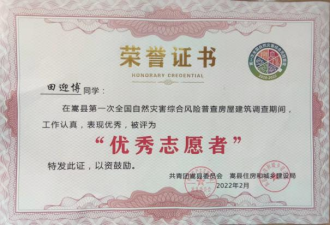 荣誉证书
HONORARY CREDENTIAL
田迎博同学：
在嵩县第一次全国自然灾害综合风险普查房屋建筑调查期间，
工作认真，表现优秀，被评为
“优秀志愿者”
特发此证，以资鼓励。
共青团嵩县委员会 嵩县住房和城乡建设局
2022年2月